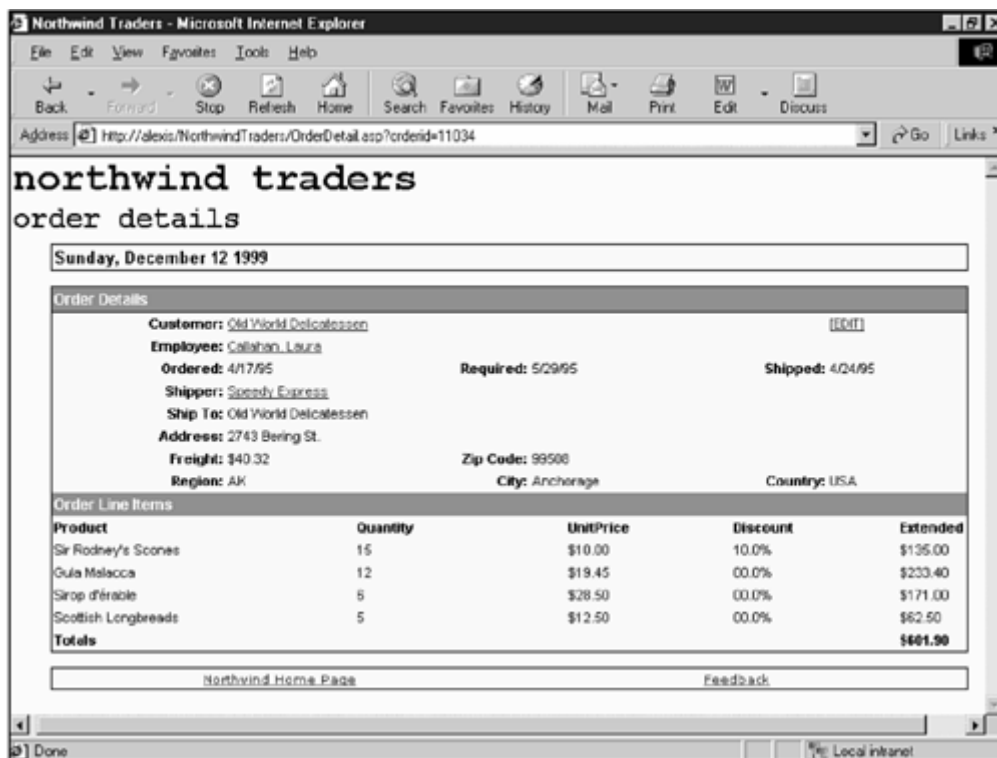 Northwind Traders - Microsoft Internet Explorer
File Edit View Favorites Tools Help
Back Forward Stop Refresh Home Search Favorites History Mail Print Edit Discuss
Address http://alexis/NorthwindTraders/OrderDetail.asp?orderid=11034 Go Links
northwind traders
order details
Sunday, December 12 1999
Order Details
Customer: Old World Delicatessen [EDIT]
Employee: Callahan, Laura
Ordered: 4/17/95 Required: 5/29/95 Shipped: 4/24/95
Shipper: Speedy Express
Ship To: Old World Delicatessen
Address: 2743 Bering St.
Freight: $40.32 Zip Code: 99508
Region: AK City: Anchorage Country: USA
Order Line Items
Product Quantity UnitPrice Discount Extended
Sir Rodney's Scones 15 $10.00 10.0% $135.00
Gula Malacca 12 $19.45 00.0% $233.40
Sirop d'érable 6 $28.50 00.0% $171.00
Scottish Longbreads 5 $12.50 00.0% $62.50
Totals $601.90
Northwind Home Page Feedback
Done Local intranet